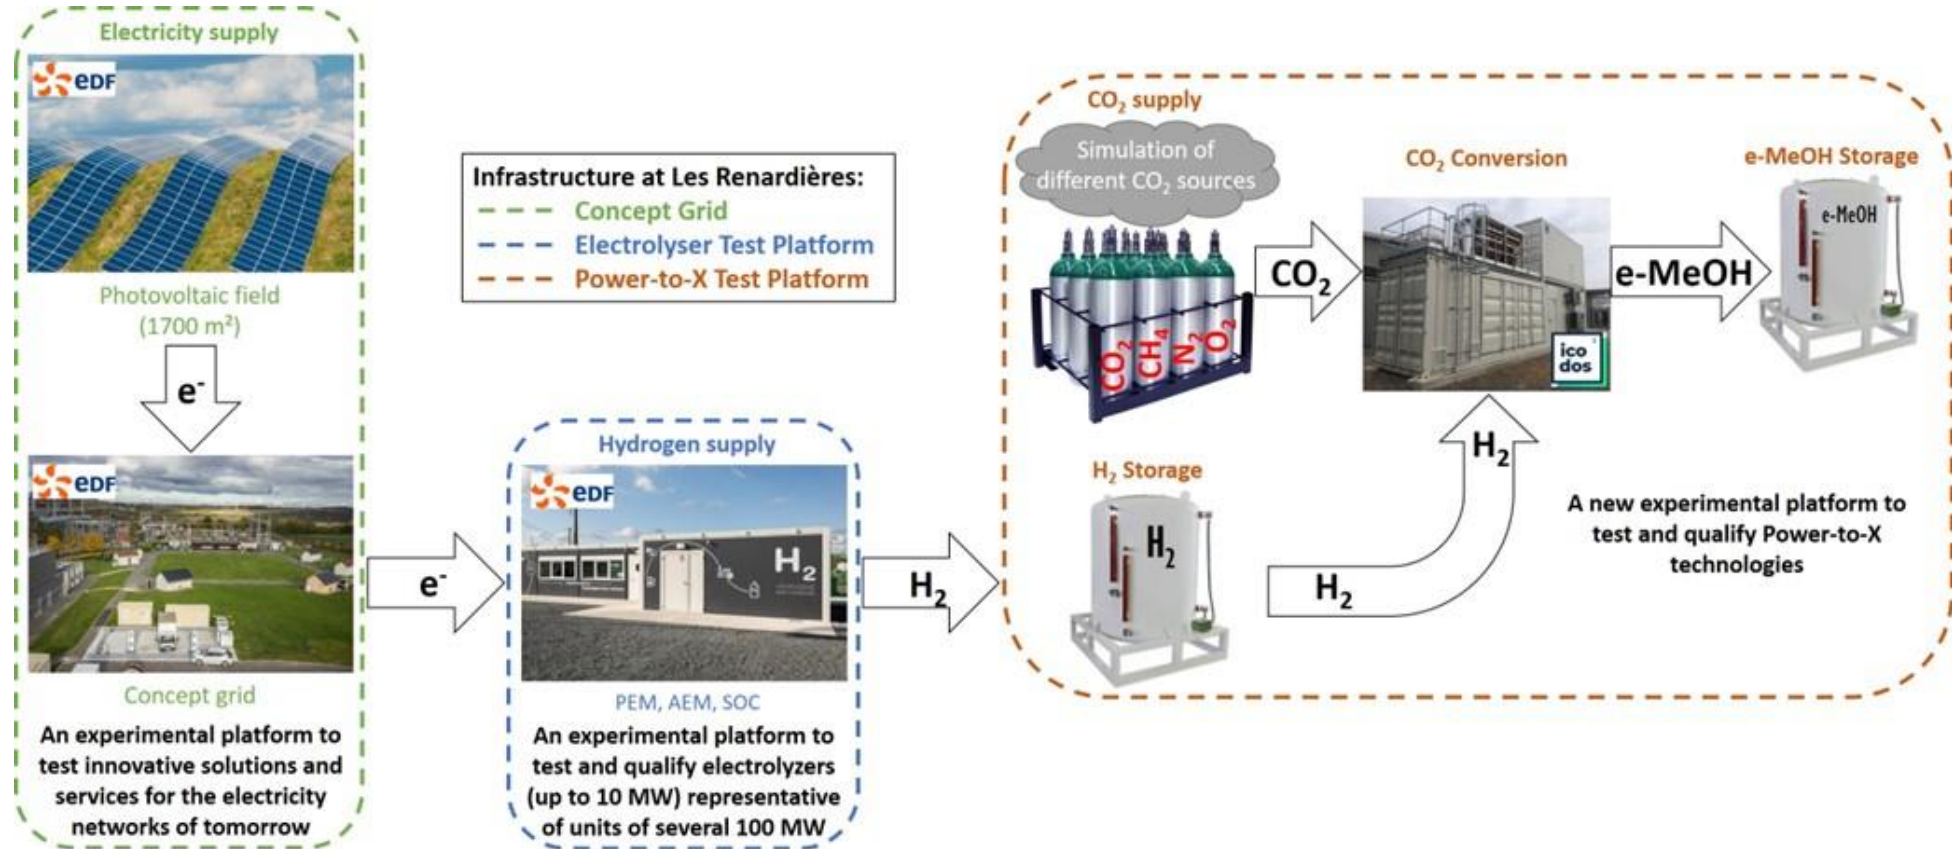 Electricity supply
eDF
Photovoltaic field
(1700 m²)
e-
eDF
Concept grid
An experimental platform to
test innovative solutions and
services for the electricity
networks of tomorrow
e-
Infrastructure at Les Renardières:
Concept Grid
Electrolyser Test Platform
Power-to-X Test Platform
Hydrogen supply
eDF
H2
PEM, AEM, SOC
An experimental platform to
test and qualify electrolyzers
(up to 10 MW) representative
of units of several 100 MW
H2
CO2 supply
Simulation of
different CO2 sources
CO2
CH4
N2
O2
CO2
CO2 Conversion
ico
dos
e-MeOH
e-MeOH Storage
e-MeOH
H2 Storage
H2
H2
H2
A new experimental platform to
test and qualify Power-to-X
technologies